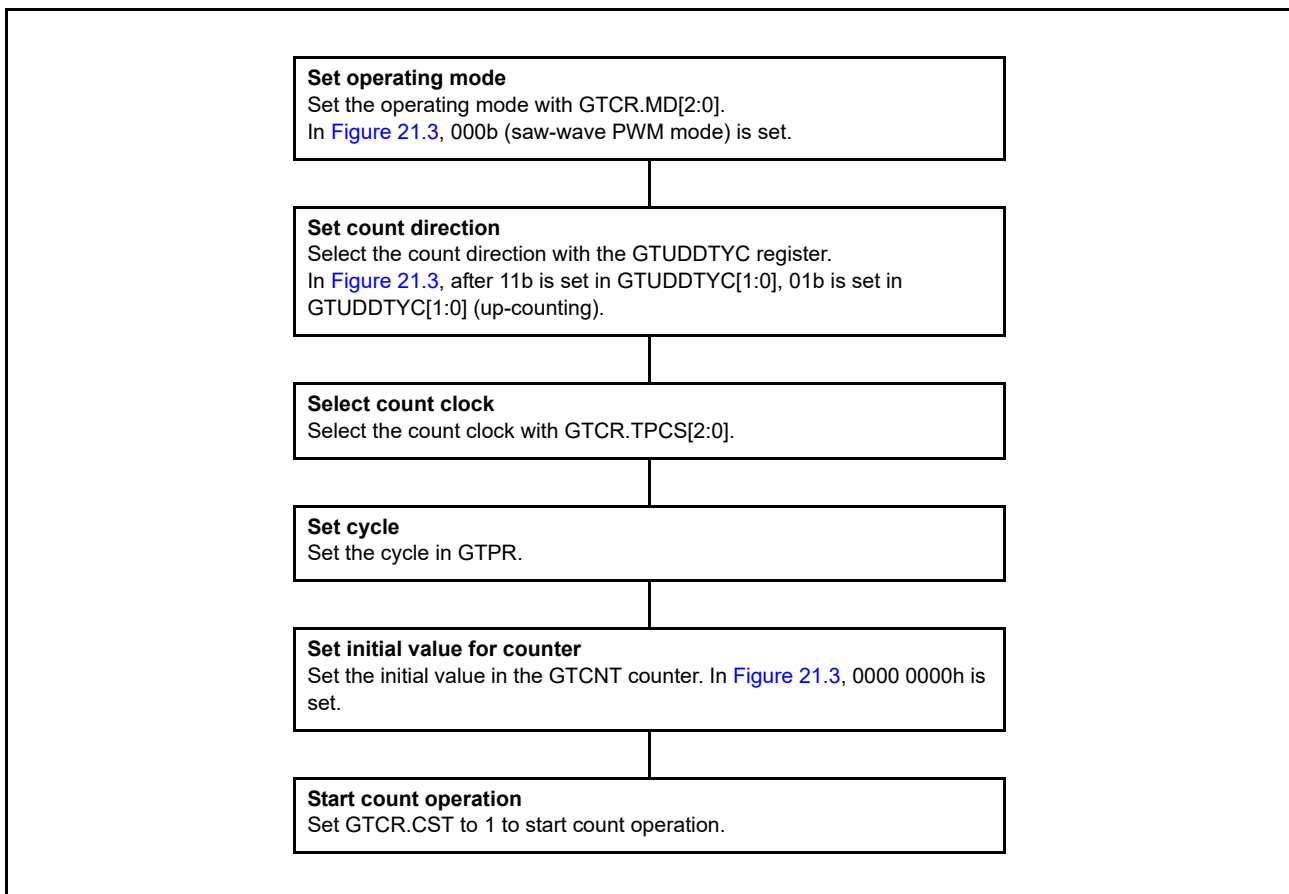 Set operating mode
Set the operating mode with GTCR.MD[2:0].
In Figure 21.3, 000b (saw-wave PWM mode) is set.
Set count direction
Select the count direction with the GTUDDTYC register.
In Figure 21.3, after 11b is set in GTUDDTYC[1:0], 01b is set in
GTUDDTYC[1:0] (up-counting).
Select count clock
Select the count clock with GTCR.TPCS[2:0].
Set cycle
Set the cycle in GTPR.
Set initial value for counter
Set the initial value in the GTCNT counter. In Figure 21.3, 0000 0000h is
set.
Start count operation
Set GTCR.CST to 1 to start count operation.